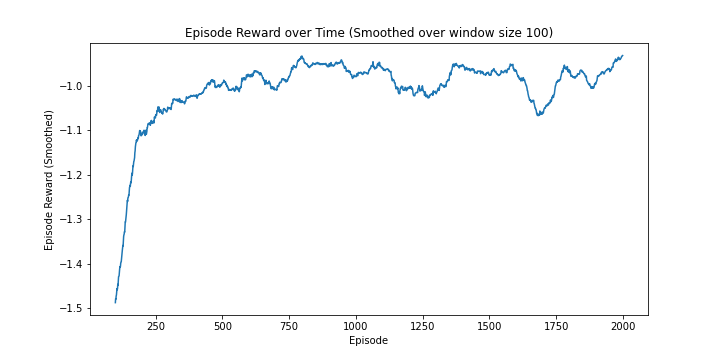 Episode Reward over Time (Smoothed over window size 100)
Episode Reward (Smoothed)
−1.0
−1.1
−1.2
−1.3
−1.4
−1.5
250 500 750 1000 1250 1500 1750 2000
Episode